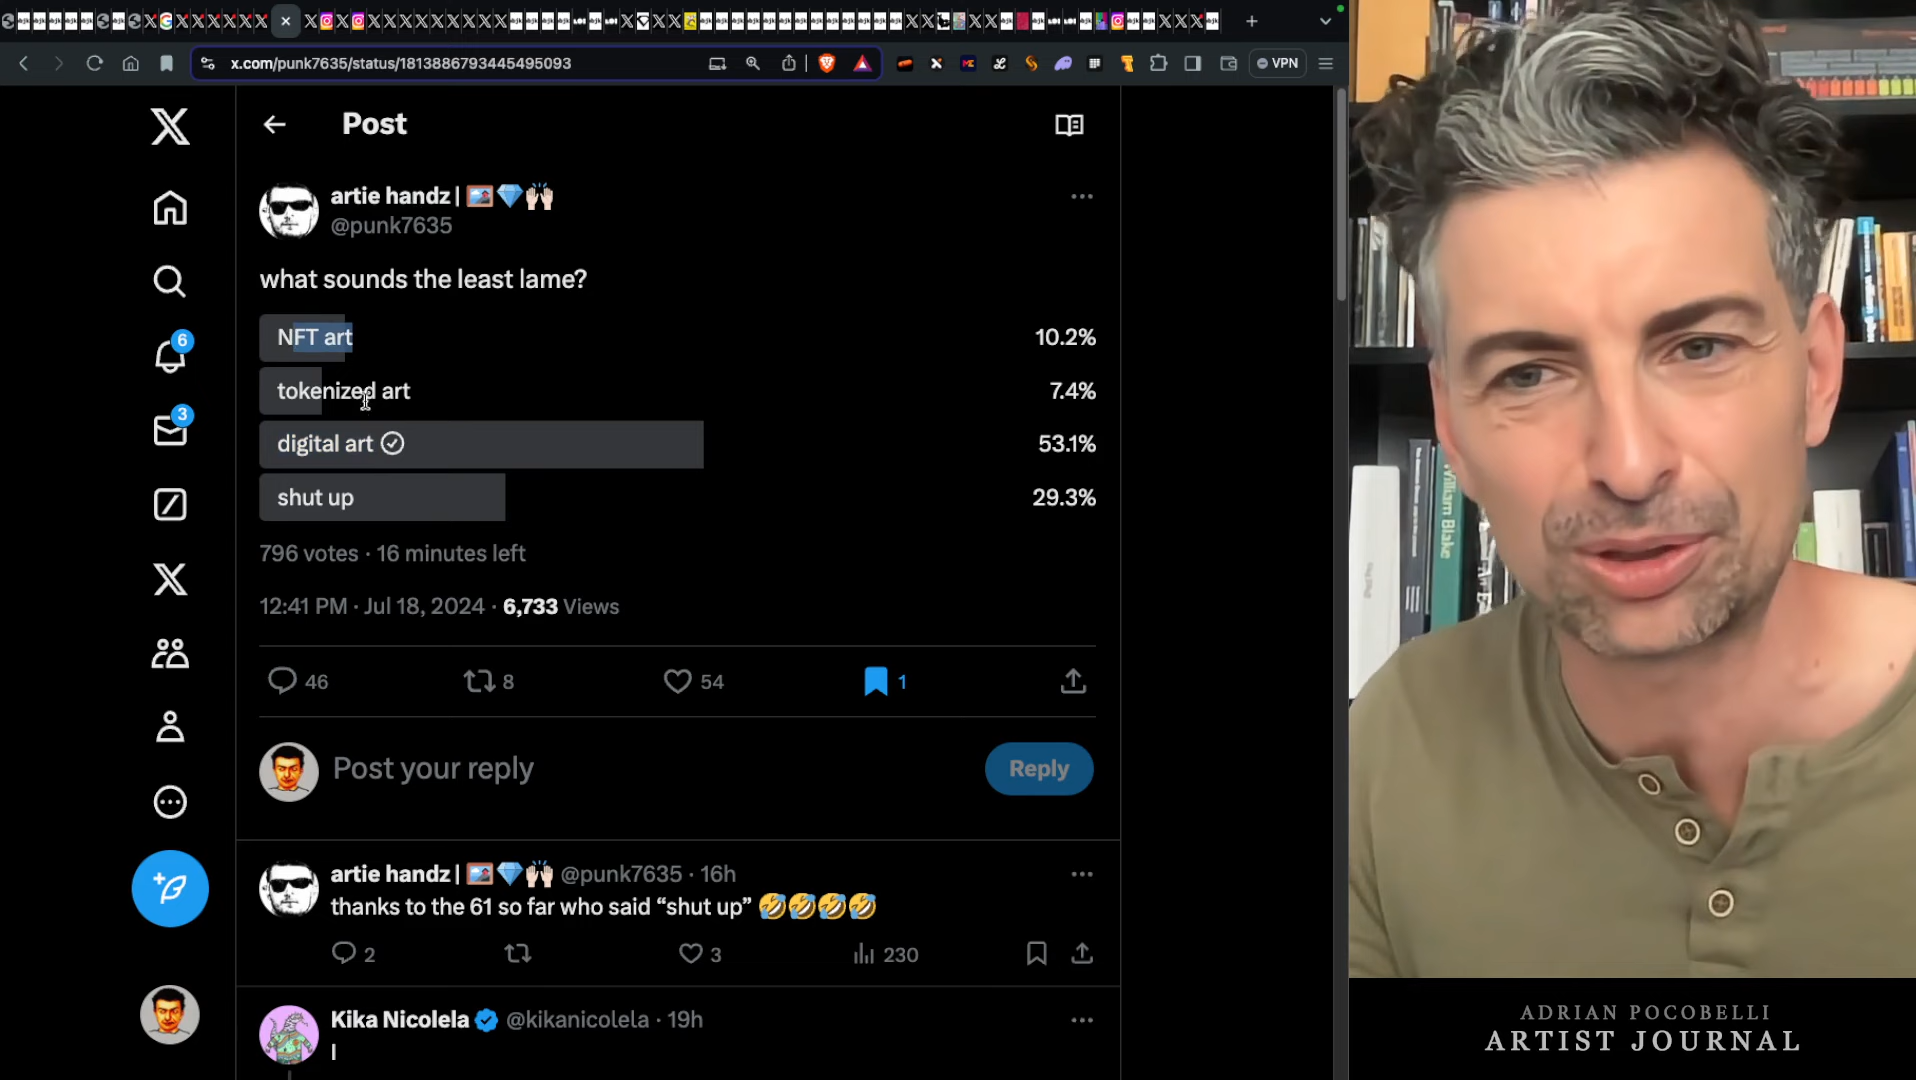 x.com/punk7635/status/1813886793445495093
VPN
Post
artie handz | 🖼️💎🙌🏻
@punk7635
what sounds the least lame?
NFT art 10.2%
tokenized art 7.4%
digital art 53.1%
shut up 29.3%
796 votes · 16 minutes left
12:41 PM · Jul 18, 2024 · 6,733 Views
46 8 54 1
6
3
Post your reply
Reply
artie handz | 🖼️💎🙌🏻 @punk7635 · 16h
thanks to the 61 so far who said “shut up” 🤣🤣🤣🤣
2 3 230
Kika Nicolela @kikanicolela · 19h
I
William Blake
iPad Pro
ADRIAN POCOBELLI
ARTIST JOURNAL